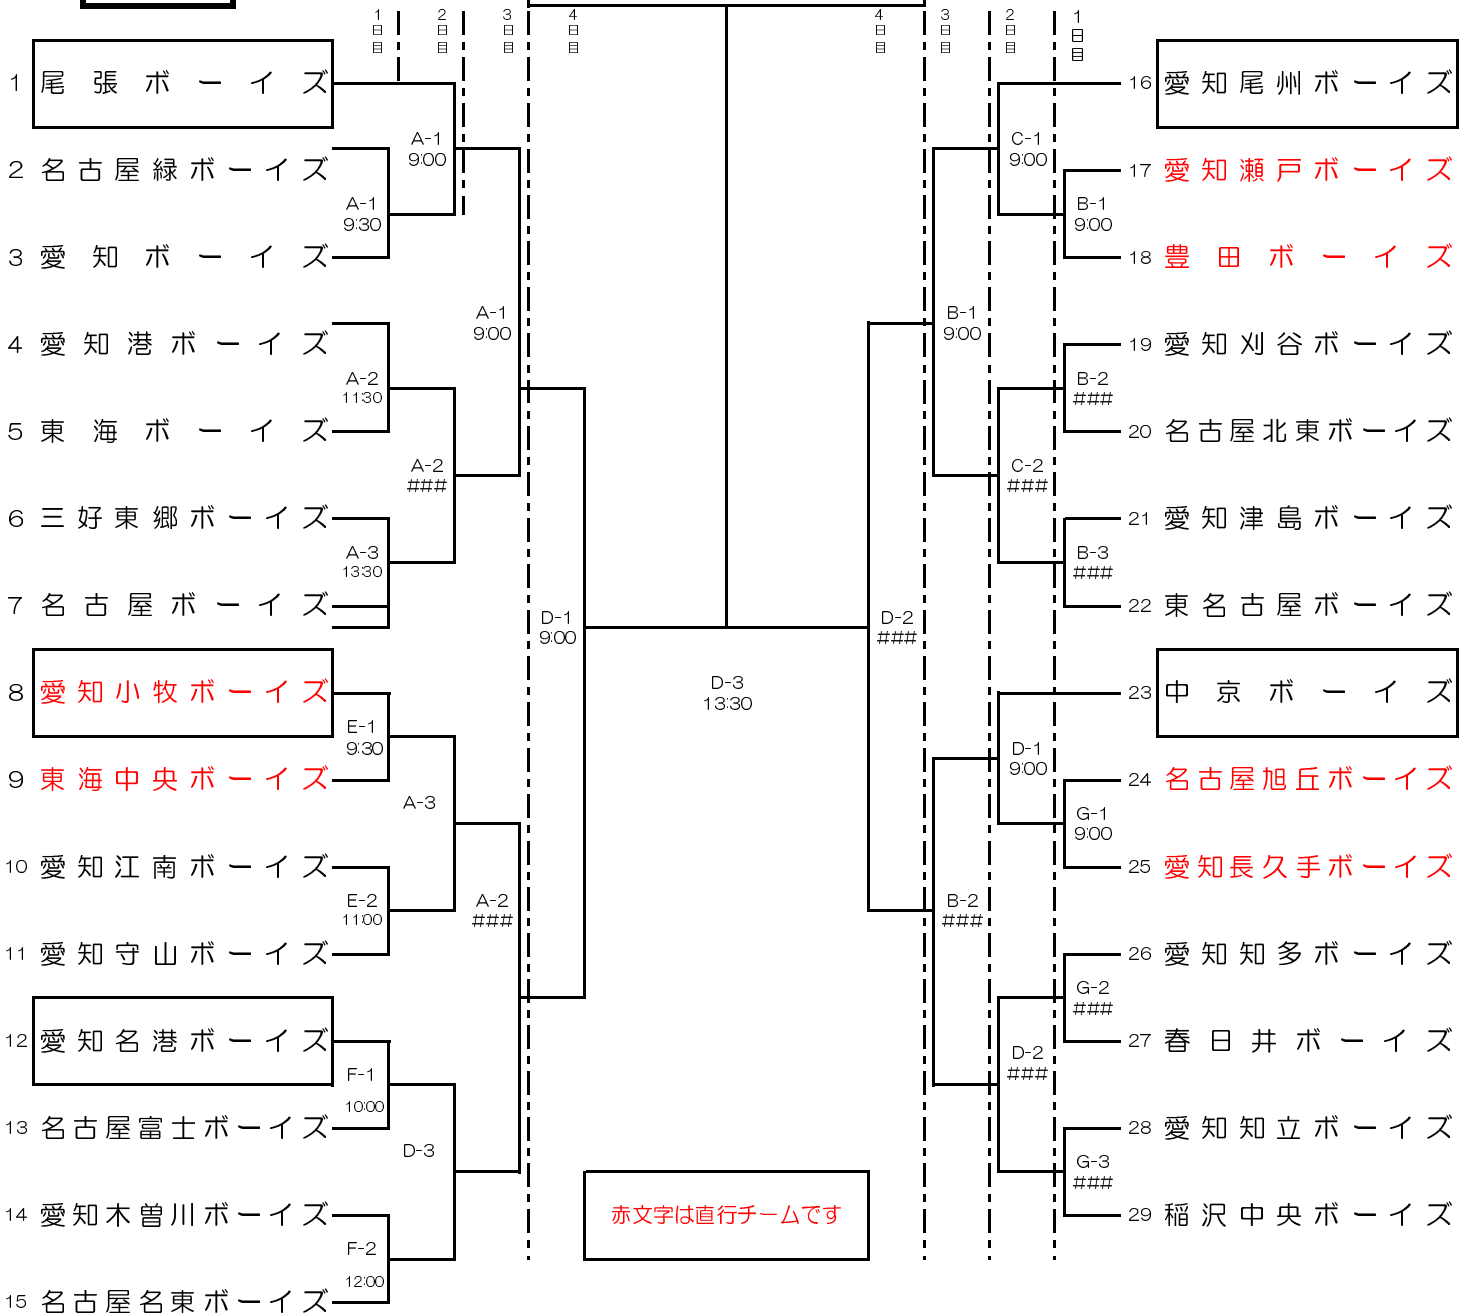 1日目 2日目 3日目 4日目 4日目 3日目 2日目 1日目
1 尾張ボーイズ
2 名古屋緑ボーイズ
3 愛知ボーイズ
4 愛知港ボーイズ
5 東海ボーイズ
6 三好東郷ボーイズ
7 名古屋ボーイズ
8 愛知小牧ボーイズ
9 東海中央ボーイズ
10 愛知江南ボーイズ
11 愛知守山ボーイズ
12 愛知名港ボーイズ
13 名古屋富士ボーイズ
14 愛知木曽川ボーイズ
15 名古屋名東ボーイズ
A-1
9:30
A-2
11:30
A-3
13:30
E-1
9:30
E-2
11:00
F-1
10:00
F-2
12:00
A-1
9:00
A-2
###
A-3
D-3
A-1
9:00
A-2
###
D-1
9:00
D-3
13:30
赤文字は直行チームです
D-2
###
B-1
9:00
B-2
###
C-1
9:00
C-2
###
D-1
9:00
D-2
###
B-1
9:00
B-2
###
B-3
###
G-1
9:00
G-2
###
G-3
###
16 愛知尾州ボーイズ
17 愛知瀬戸ボーイズ
18 豊田ボーイズ
19 愛知刈谷ボーイズ
20 名古屋北東ボーイズ
21 愛知津島ボーイズ
22 東名古屋ボーイズ
23 中京ボーイズ
24 名古屋旭丘ボーイズ
25 愛知長久手ボーイズ
26 愛知知多ボーイズ
27 春日井ボーイズ
28 愛知知立ボーイズ
29 稲沢中央ボーイズ